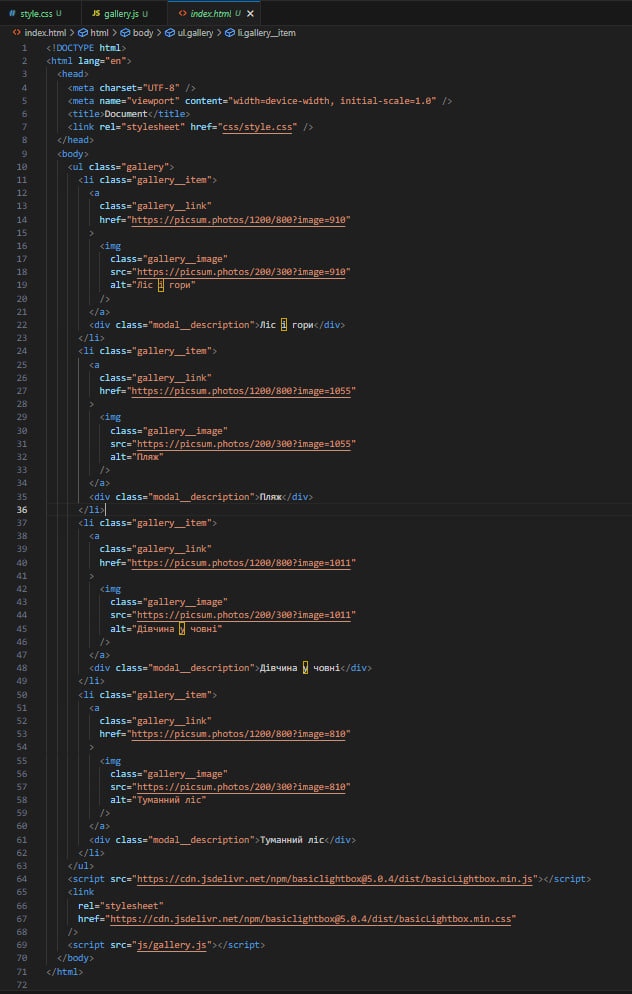 # style.css U JS gallery.js U <> index.html U ×
<> index.html > html > body > ul.gallery > li.gallery__item
1 <!DOCTYPE html>
2 <html lang="en">
3 <head>
4 <meta charset="UTF-8" />
5 <meta name="viewport" content="width=device-width, initial-scale=1.0" />
6 <title>Document</title>
7 <link rel="stylesheet" href="css/style.css" />
8 </head>
9 <body>
10 <ul class="gallery">
11 <li class="gallery__item">
12 <a
13 class="gallery__link"
14 href="https://picsum.photos/1200/800?image=910"
15 >
16 <img
17 class="gallery__image"
18 src="https://picsum.photos/200/300?image=910"
19 alt="Ліс і гори"
20 />
21 </a>
22 <div class="modal__description">Ліс і гори</div>
23 </li>
24 <li class="gallery__item">
25 <a
26 class="gallery__link"
27 href="https://picsum.photos/1200/800?image=1055"
28 >
29 <img
30 class="gallery__image"
31 src="https://picsum.photos/200/300?image=1055"
32 alt="Пляж"
33 />
34 </a>
35 <div class="modal__description">Пляж</div>
36 </li>
37 <li class="gallery__item">
38 <a
39 class="gallery__link"
40 href="https://picsum.photos/1200/800?image=1011"
41 >
42 <img
43 class="gallery__image"
44 src="https://picsum.photos/200/300?image=1011"
45 alt="Дівчина у човні"
46 />
47 </a>
48 <div class="modal__description">Дівчина у човні</div>
49 </li>
50 <li class="gallery__item">
51 <a
52 class="gallery__link"
53 href="https://picsum.photos/1200/800?image=810"
54 >
55 <img
56 class="gallery__image"
57 src="https://picsum.photos/200/300?image=810"
58 alt="Туманний ліс"
59 />
60 </a>
61 <div class="modal__description">Туманний ліс</div>
62 </li>
63 </ul>
64 <script src="https://cdn.jsdelivr.net/npm/basiclightbox@5.0.4/dist/basicLightbox.min.js"></script>
65 <link
66 rel="stylesheet"
67 href="https://cdn.jsdelivr.net/npm/basiclightbox@5.0.4/dist/basicLightbox.min.css"
68 />
69 <script src="js/gallery.js"></script>
70 </body>
71 </html>
72